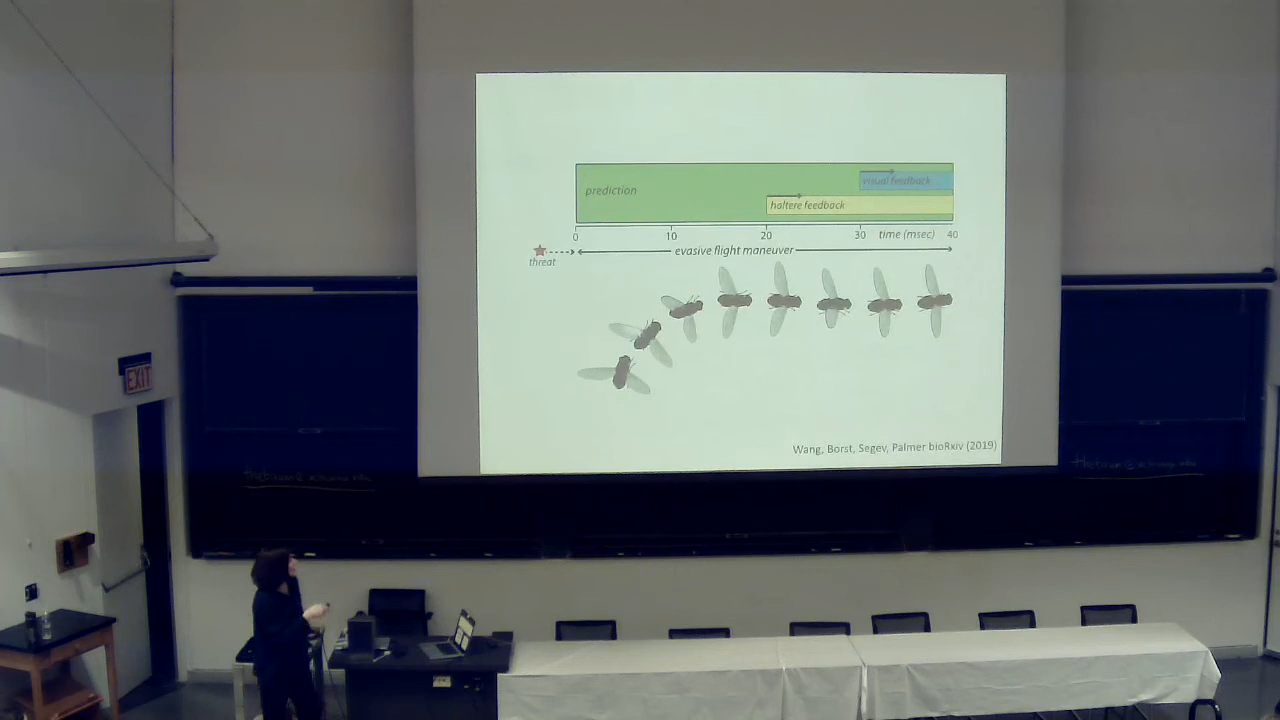 prediction
visual feedback
haltere feedback
0 10 20 30 time (msec) 40
threat
evasive flight maneuver
Wang, Borst, Segev, Palmer bioRxiv (2019)
EXIT